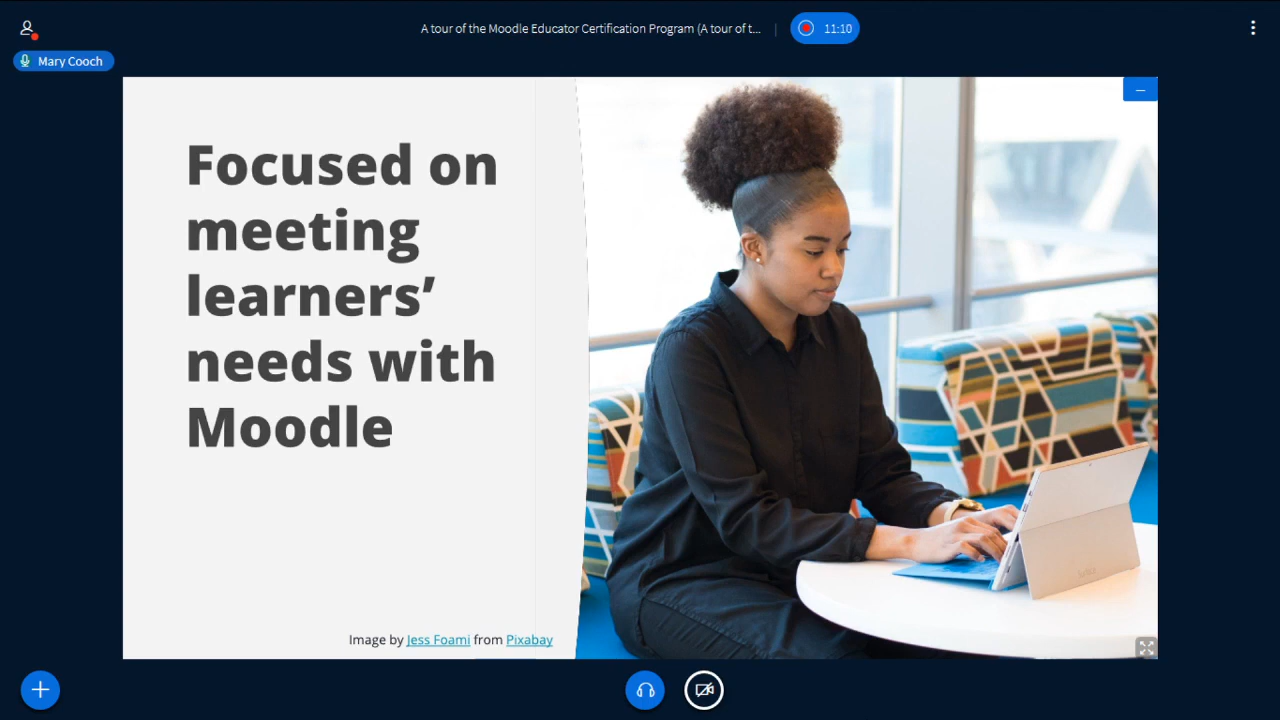 A tour of the Moodle Educator Certification Program (A tour of t...
11:10
Mary Cooch
Focused on
meeting
learners’
needs with
Moodle
Image by Jess Foami from Pixabay